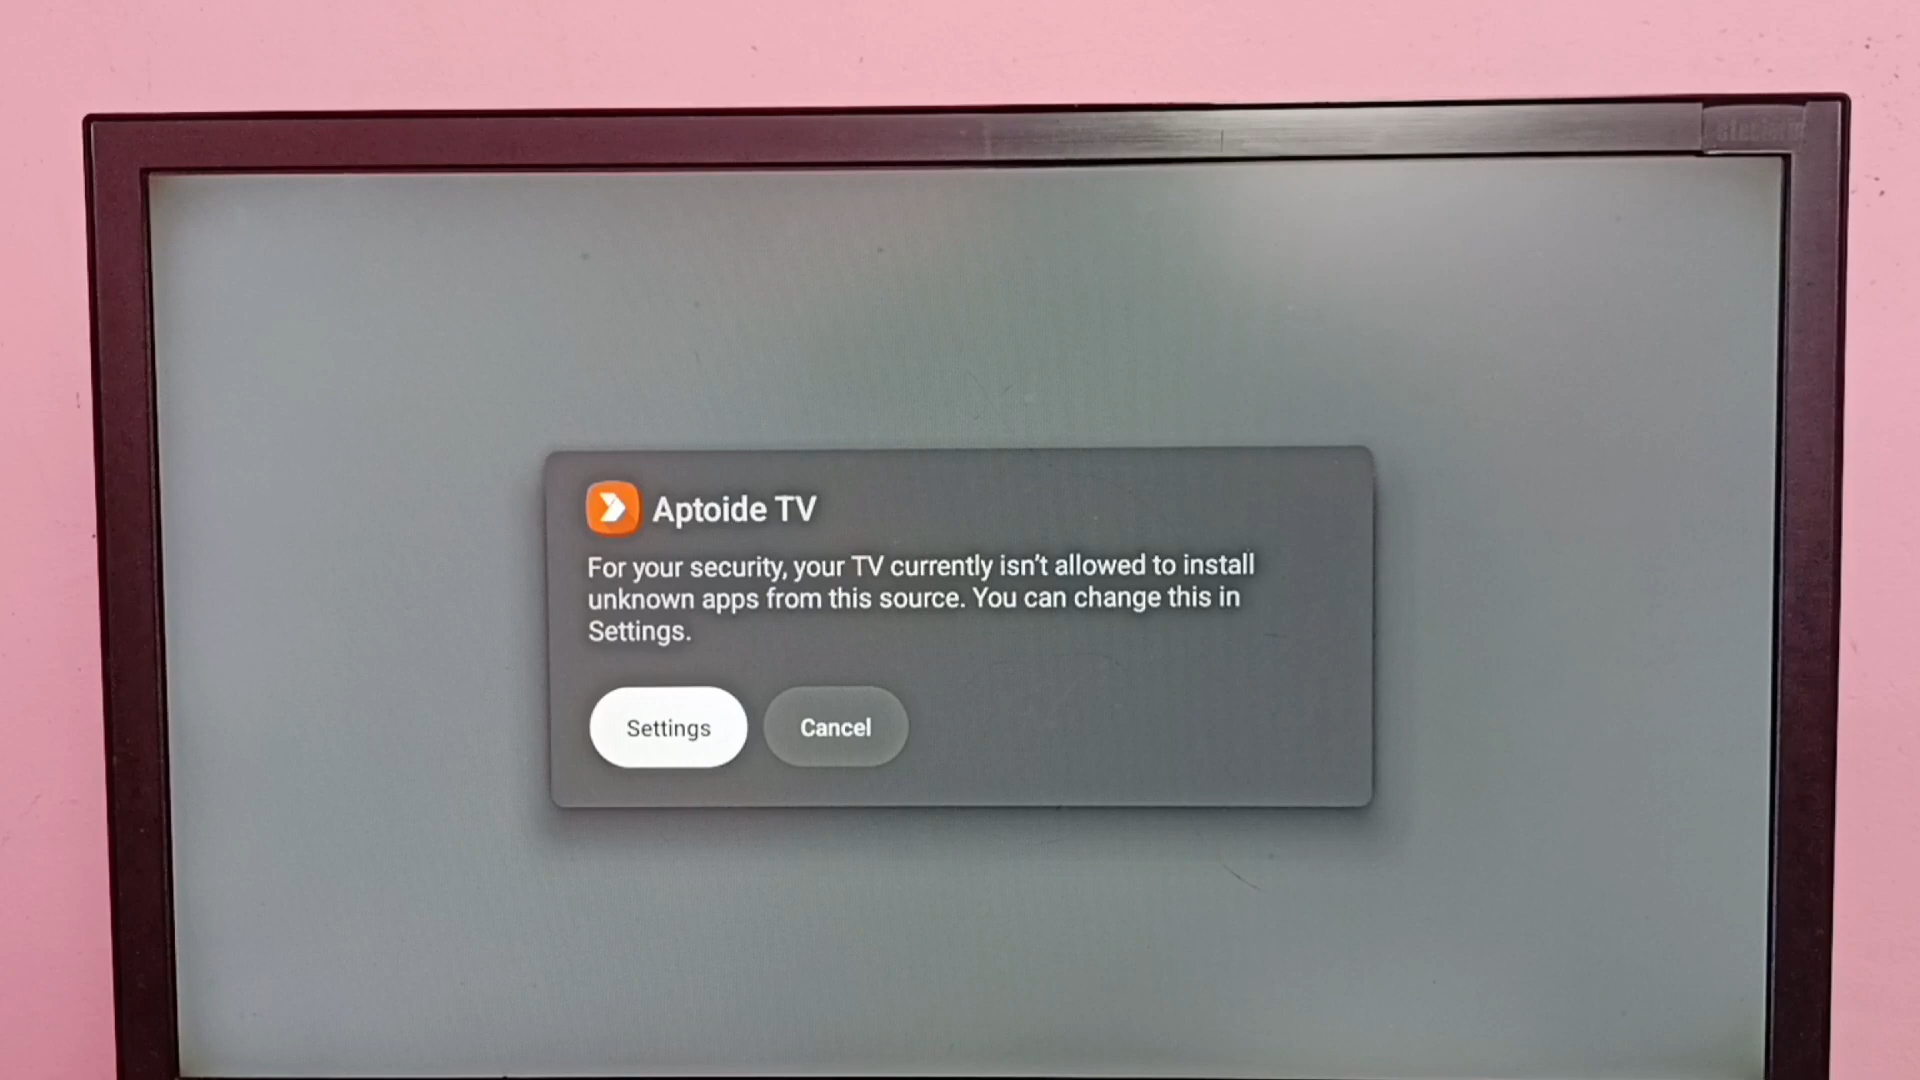 Aptoide TV
For your security, your TV currently isn't allowed to install
unknown apps from this source. You can change this in
Settings.
Settings
Cancel